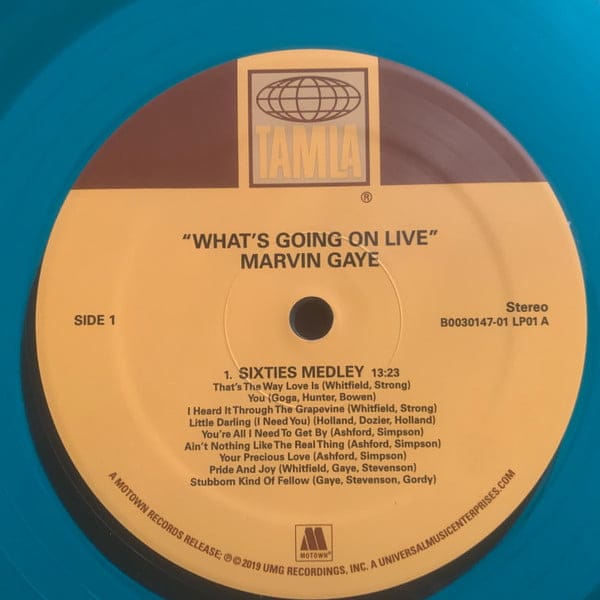 TAMLA
®
"WHAT'S GOING ON LIVE"
MARVIN GAYE
SIDE 1
Stereo
B0030147-01 LP01 A
1. SIXTIES MEDLEY 13:23
That's The Way Love Is (Whitfield, Strong)
You (Goga, Hunter, Bowen)
I Heard It Through The Grapevine (Whitfield, Strong)
Little Darling (I Need You) (Holland, Dozier, Holland)
You're All I Need To Get By (Ashford, Simpson)
Ain't Nothing Like The Real Thing (Ashford, Simpson)
Your Precious Love (Ashford, Simpson)
Pride And Joy (Whitfield, Gaye, Stevenson)
Stubborn Kind Of Fellow (Gaye, Stevenson, Gordy)
M
MOTOWN®
A MOTOWN RECORDS RELEASE; ℗©2019 UMG RECORDINGS, INC. A UNIVERSALMUSICENTERPRISES.COM